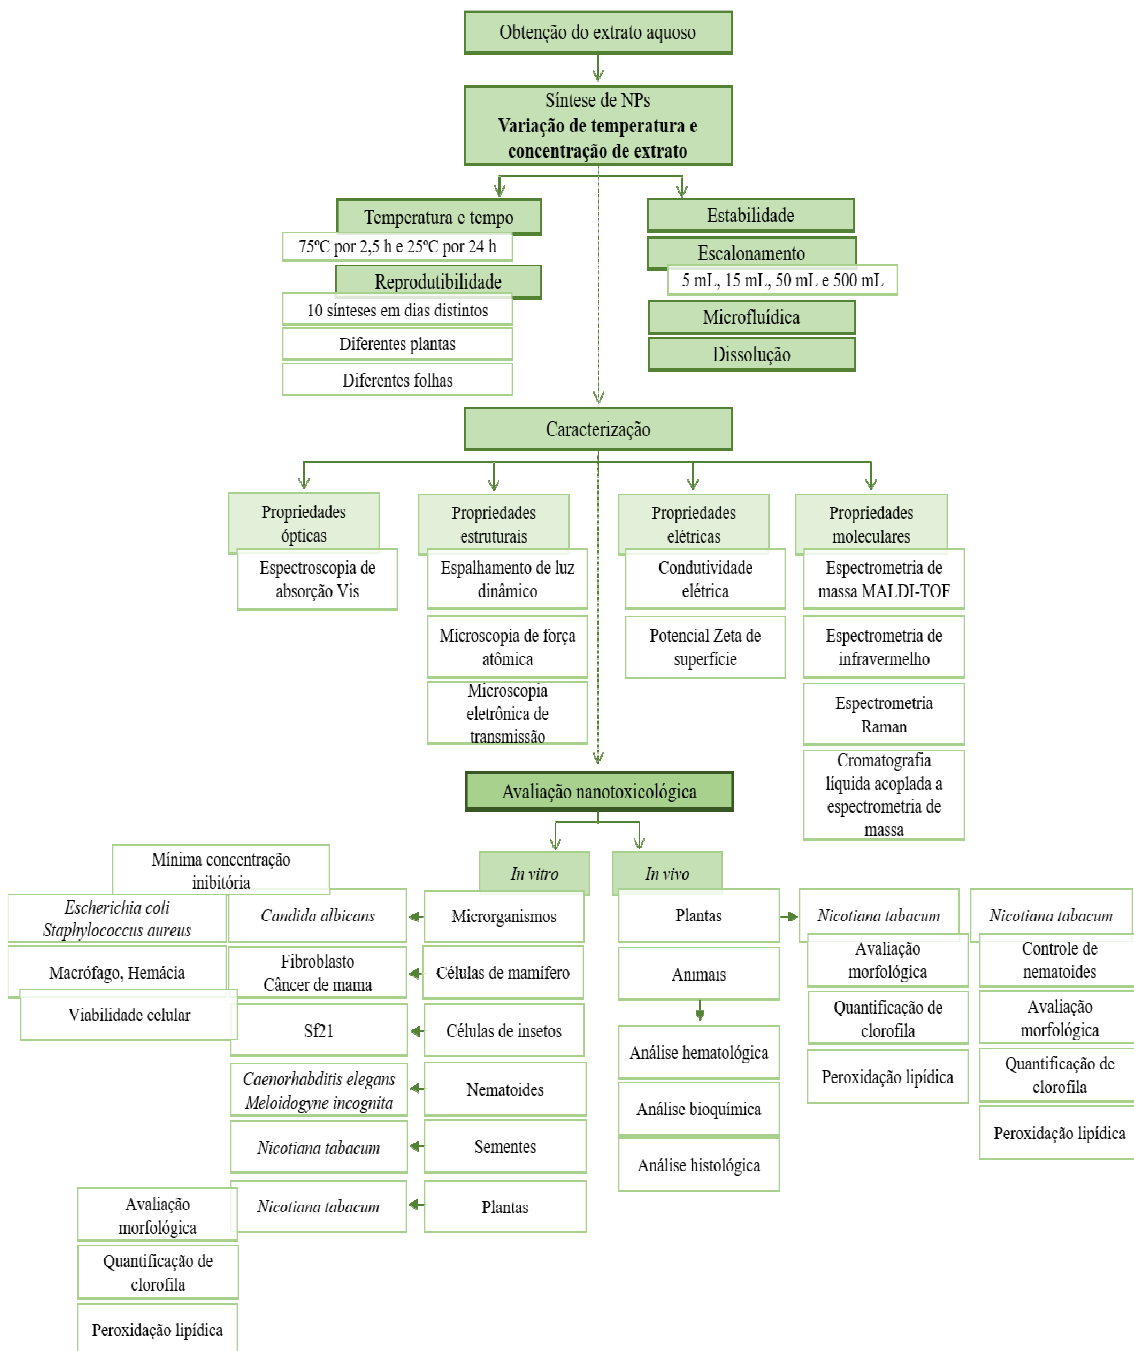 Obtenção do extrato aquoso
Síntese de NPs
Variação de temperatura e
concentração de extrato
Temperatura e tempo
75ºC por 2,5 h e 25ºC por 24 h
Reprodutibilidade
10 sínteses em dias distintos
Diferentes plantas
Diferentes folhas
Estabilidade
Escalonamento
5 mL, 15 mL, 50 mL e 500 mL
Microfluídica
Dissolução
Caracterização
Propriedades
ópticas
Espectroscopia de
absorção Vis
Propriedades
estruturais
Espalhamento de luz
dinâmico
Microscopia de força
atômica
Microscopia
eletrônica de
transmissão
Propriedades
elétricas
Condutividade
elétrica
Potencial Zeta de
superfície
Propriedades
moleculares
Espectrometria de
massa MALDI-TOF
Espectrometria de
infravermelho
Espectrometria
Raman
Cromatografia
líquida acoplada a
espectrometria de
massa
Avaliação nanotoxicológica
In vitro
Microrganismos
Candida albicans
Mínima concentração
inibitória
Escherichia coli
Staphylococcus aureus
Células de mamífero
Fibroblasto
Câncer de mama
Macrófago, Hemácia
Viabilidade celular
Células de insetos
Sf21
Nematoides
Caenorhabditis elegans
Meloidogyne incognita
Sementes
Nicotiana tabacum
Plantas
Nicotiana tabacum
Avaliação
morfológica
Quantificação de
clorofila
Peroxidação lipídica
In vivo
Plantas
Nicotiana tabacum
Avaliação
morfológica
Quantificação de
clorofila
Peroxidação lipídica
Nicotiana tabacum
Controle de
nematoides
Avaliação
morfológica
Quantificação de
clorofila
Peroxidação lipídica
Animais
Análise hematológica
Análise bioquímica
Análise histológica